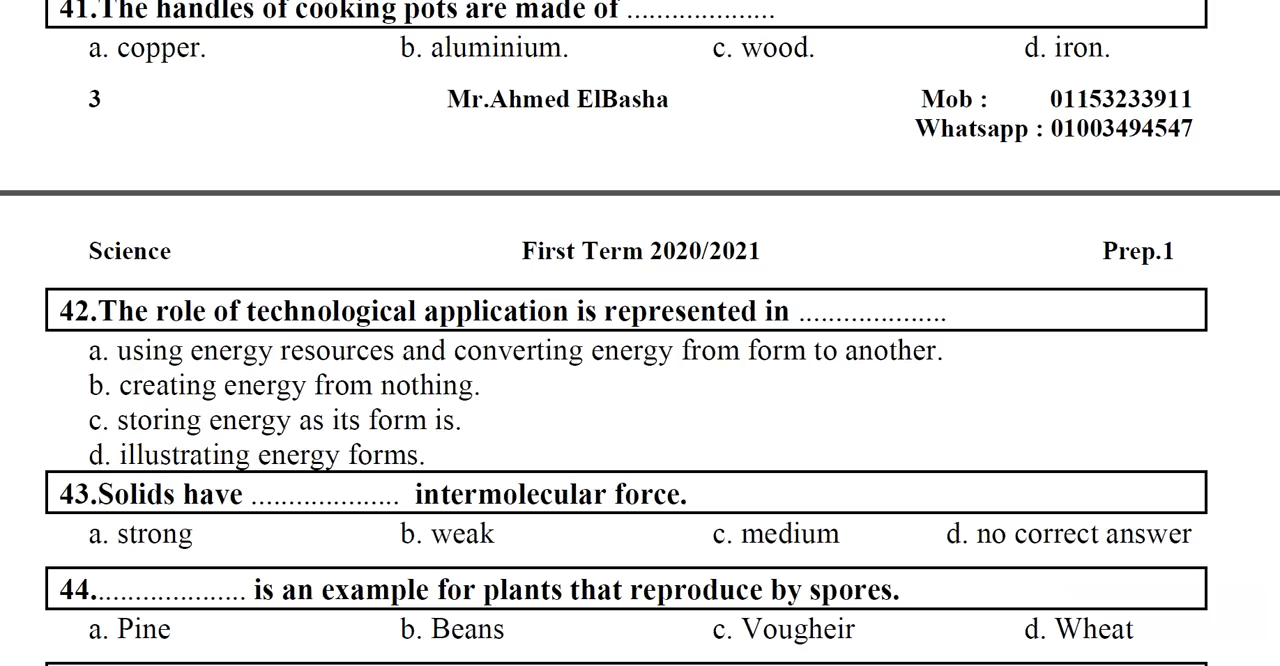 41.The handles of cooking pots are made of ....................
a. copper. b. aluminium. c. wood. d. iron.
3 Mr.Ahmed ElBasha Mob : 01153233911
Whatsapp : 01003494547
Science First Term 2020/2021 Prep.1
42.The role of technological application is represented in ....................
a. using energy resources and converting energy from form to another.
b. creating energy from nothing.
c. storing energy as its form is.
d. illustrating energy forms.
43.Solids have .................... intermolecular force.
a. strong b. weak c. medium d. no correct answer
44..................... is an example for plants that reproduce by spores.
a. Pine b. Beans c. Vougheir d. Wheat